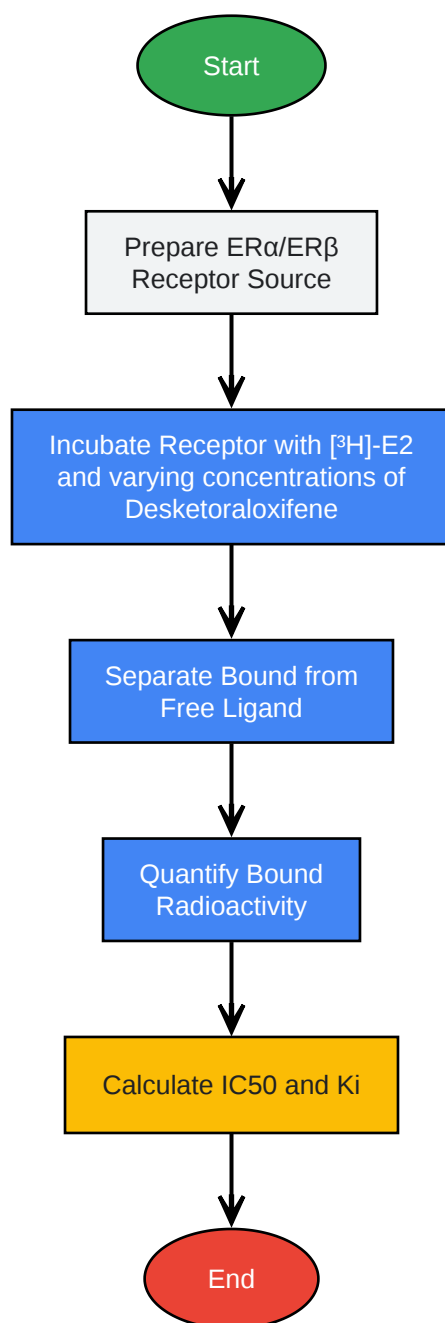 Start
Prepare ERα/ERβ
Receptor Source
Incubate Receptor with [³H]-E2
and varying concentrations of
Desketoraloxifene
Separate Bound from
Free Ligand
Quantify Bound
Radioactivity
Calculate IC50 and Ki
End